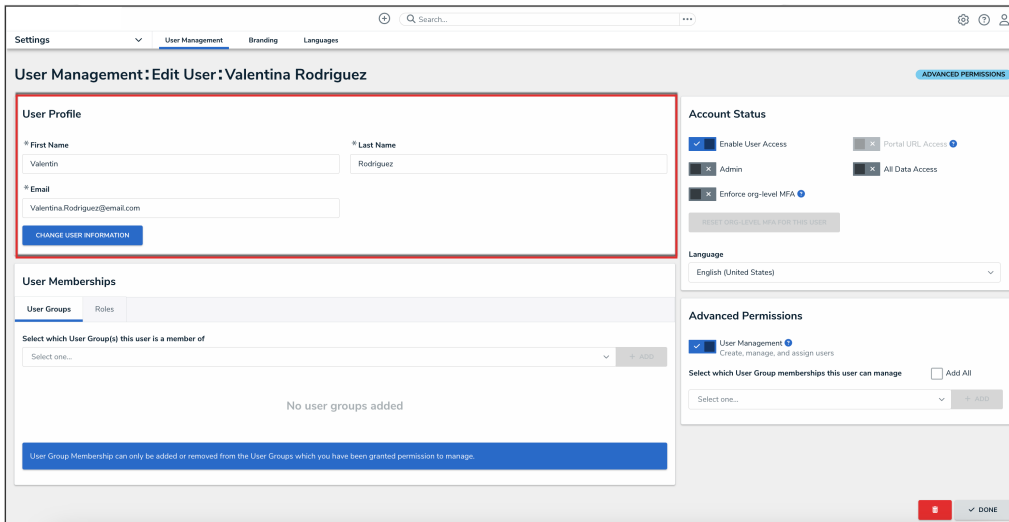 Search...
Settings
User Management
Branding
Languages
User Management:Edit User:Valentina Rodriguez
ADVANCED PERMISSIONS
User Profile
* First Name
* Last Name
Valentin
Rodriguez
* Email
Valentina.Rodriguez@email.com
CHANGE USER INFORMATION
User Memberships
User Groups
Roles
Select which User Group(s) this user is a member of
Select one...
+ ADD
No user groups added
User Group Membership can only be added or removed from the User Groups which you have been granted permission to manage.
Account Status
Enable User Access
Portal URL Access
Admin
All Data Access
Enforce org-level MFA
RESET ORG-LEVEL MFA FOR THIS USER
Language
English (United States)
Advanced Permissions
User Management
Create, manage, and assign users
Select which User Group memberships this user can manage
Add All
Select one...
+ ADD
DONE